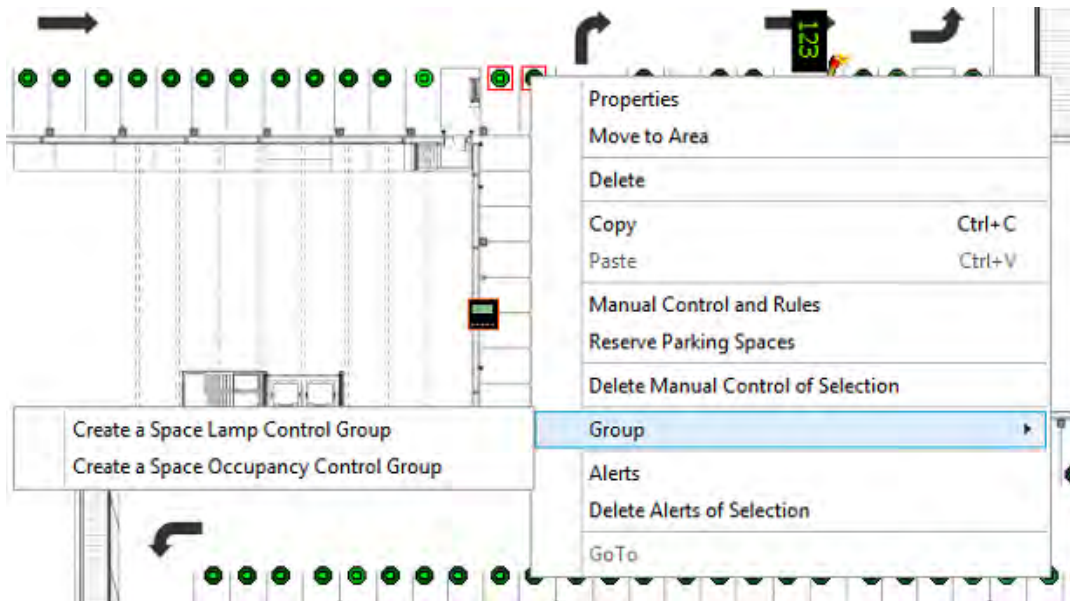 123
Properties
Move to Area
Delete
Copy Ctrl+C
Paste Ctrl+V
Manual Control and Rules
Reserve Parking Spaces
Delete Manual Control of Selection
Group
Create a Space Lamp Control Group
Create a Space Occupancy Control Group
Alerts
Delete Alerts of Selection
GoTo